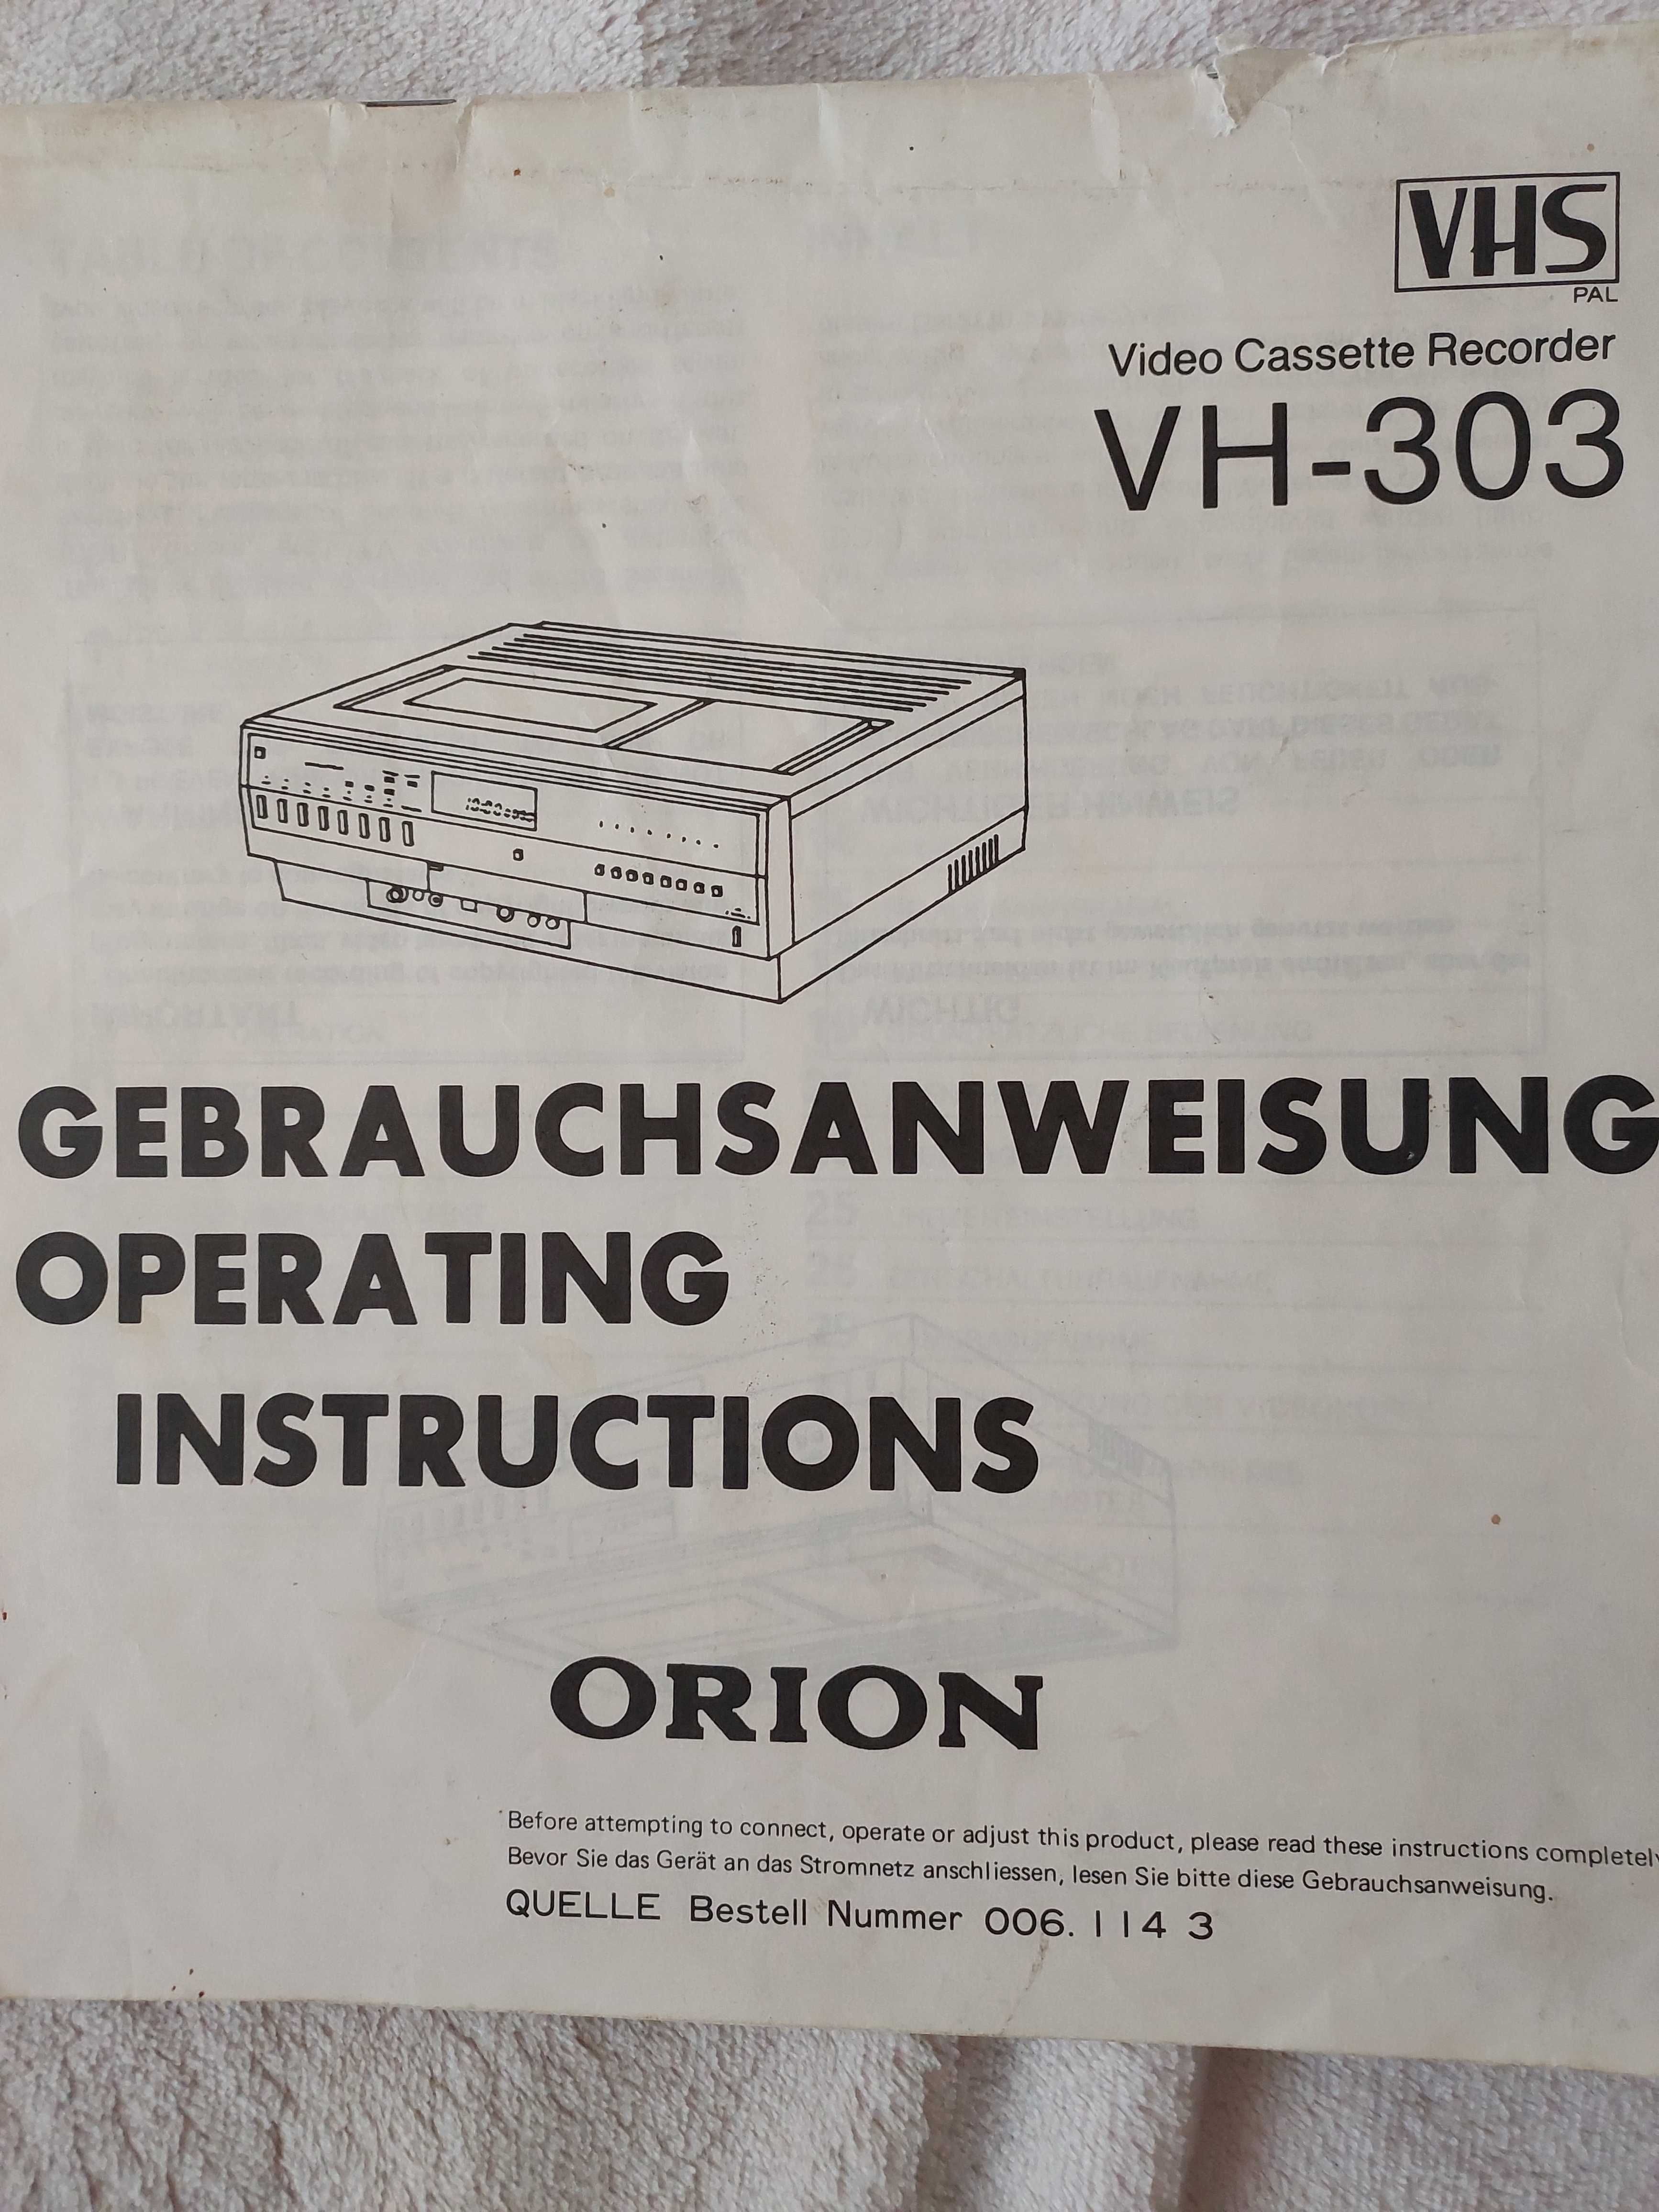 VHS
PAL
Video Cassette Recorder
VH-303
GEBRAUCHSANWEISUNG
OPERATING
INSTRUCTIONS
ORION
Before attempting to connect, operate or adjust this product, please read these instructions completely
Bevor Sie das Gerät an das Stromnetz anschliessen, lesen Sie bitte diese Gebrauchsanweisung.
QUELLE Bestell Nummer 006. 114 3